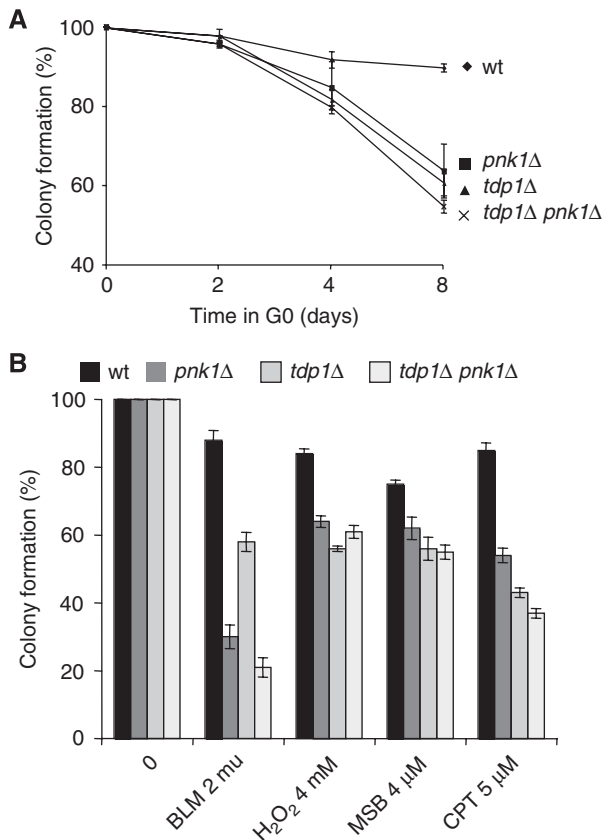 A
Colony formation (%)
100
80
60
40
0
2
4
8
Time in G0 (days)
wt
pnk1Δ
tdp1Δ
tdp1Δ pnk1Δ
B
wt
pnk1Δ
tdp1Δ
tdp1Δ pnk1Δ
Colony formation (%)
100
80
60
40
20
0
0
BLM 2 mu
H₂O₂ 4 mM
MSB 4 μM
CPT 5 μM